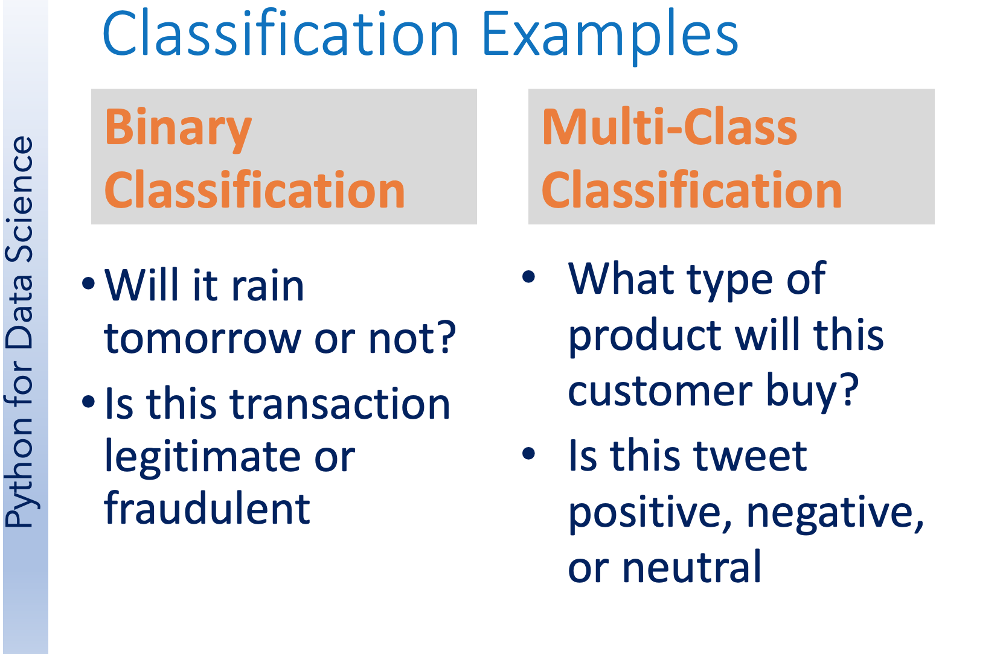 Classification Examples
Python for Data Science
Binary
Classification
• Will it rain
tomorrow or not?
• Is this transaction
legitimate or
fraudulent
Multi-Class
Classification
• What type of
product will this
customer buy?
• Is this tweet
positive, negative,
or neutral